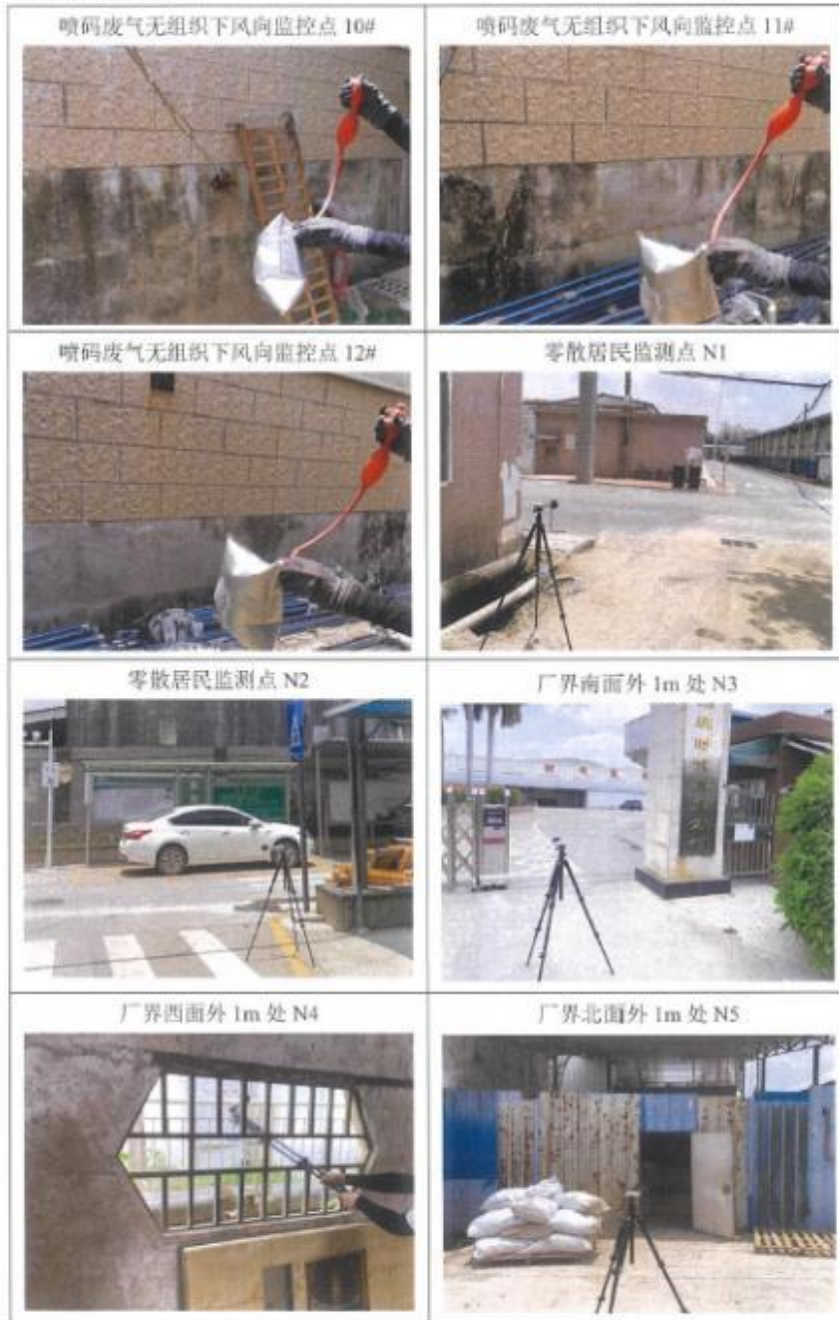 喷码废气无组织下风向监控点 10#
喷码废气无组织下风向监控点 11#
喷码废气无组织下风向监控点 12#
零散居民监测点 N1
零散居民监测点 N2
厂界南面外 1m 处 N3
厂界西面外 1m 处 N4
厂界北面外 1m 处 N5